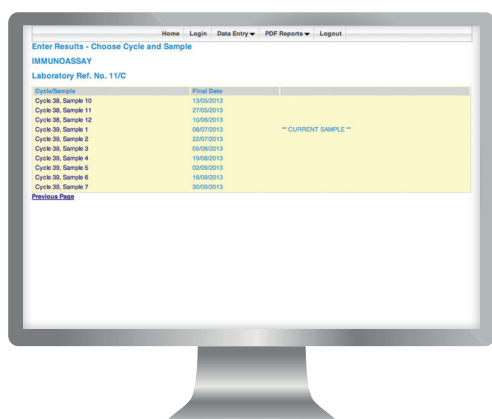 Home Login Data Entry PDF Reports Logout
Enter Results - Choose Cycle and Sample
IMMUNOASSAY
Laboratory Ref. No. 11/C
Cycle/Sample Final Date
Cycle 38, Sample 10 13/05/2013
Cycle 38, Sample 11 27/05/2013
Cycle 38, Sample 12 10/06/2013
Cycle 39, Sample 1 08/07/2013 ** CURRENT SAMPLE **
Cycle 39, Sample 2 22/07/2013
Cycle 39, Sample 3 05/08/2013
Cycle 39, Sample 4 19/08/2013
Cycle 39, Sample 5 02/09/2013
Cycle 39, Sample 6 16/09/2013
Cycle 39, Sample 7 30/09/2013
Previous Page